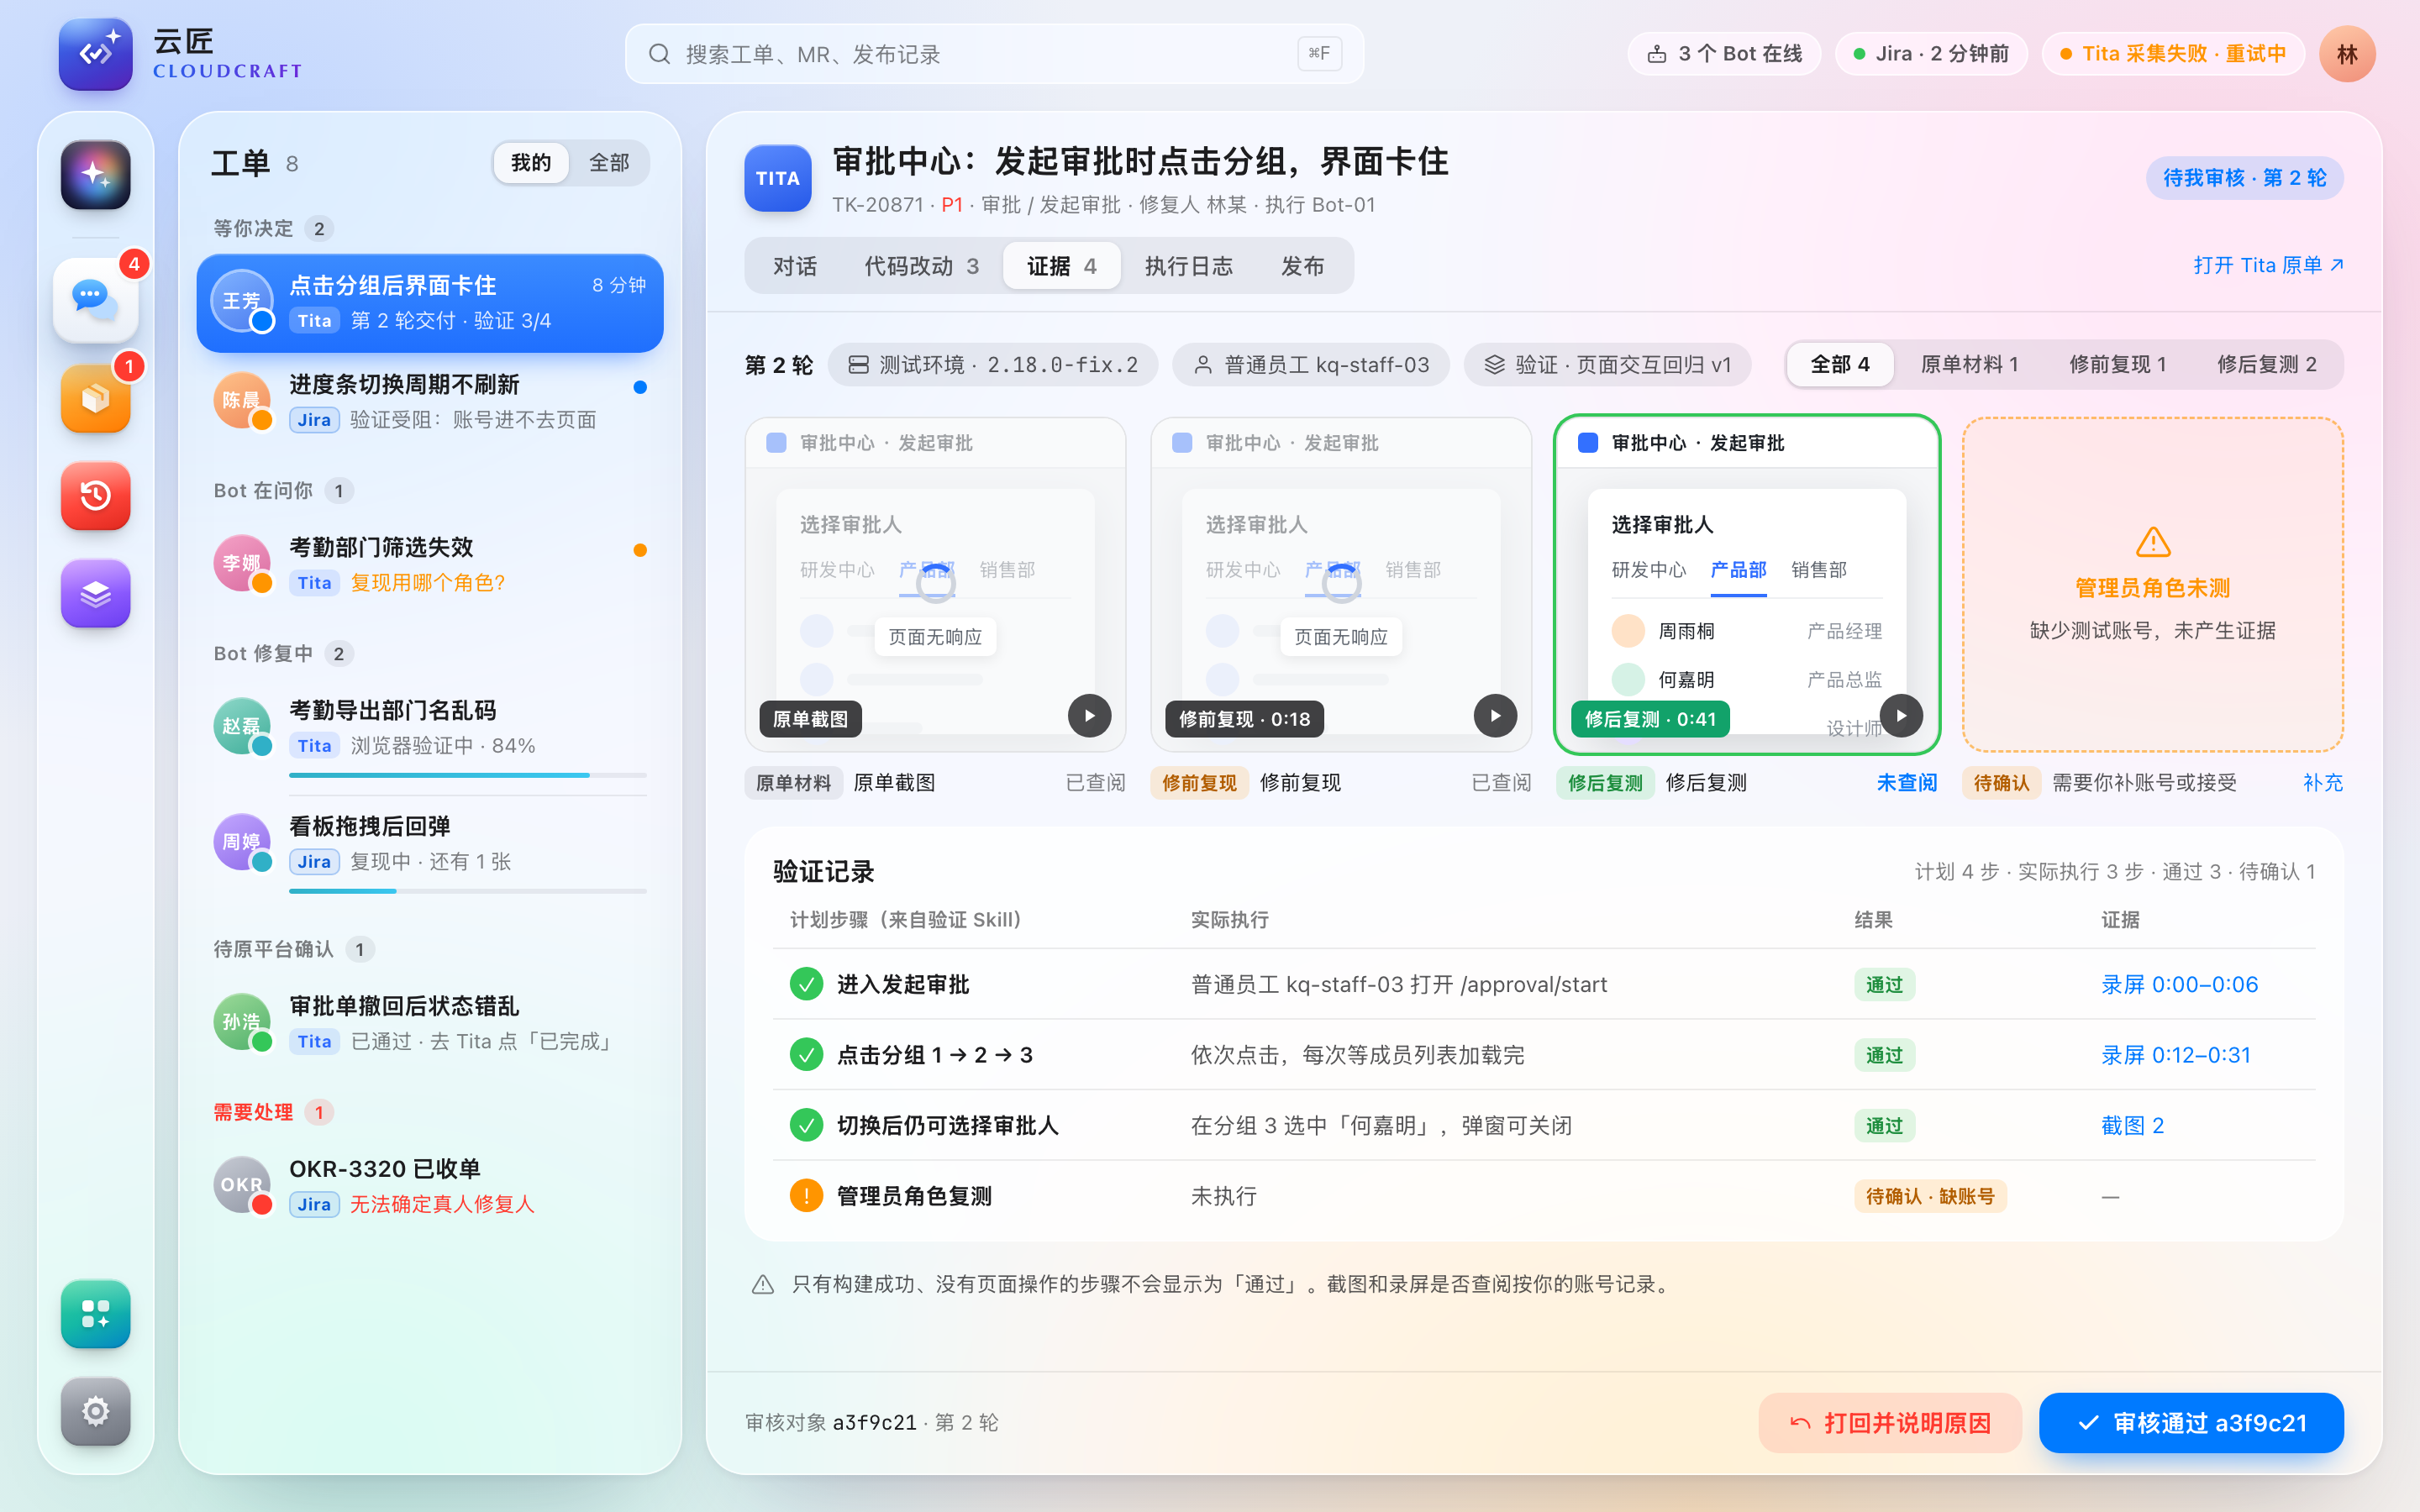 云匠
CLOUDCRAFT
搜索工单、MR、发布记录
⌘F
3 个 Bot 在线
Jira · 2 分钟前
Tita 采集失败 · 重试中
林
4
1
工单 8
我的 全部
等你决定 2
王芳
点击分组后界面卡住 8 分钟
Tita 第 2 轮交付 · 验证 3/4
陈晨
进度条切换周期不刷新
Jira 验证受阻：账号进不去页面
Bot 在问你 1
李娜
考勤部门筛选失效
Tita 复现用哪个角色?
Bot 修复中 2
赵磊
考勤导出部门名乱码
Tita 浏览器验证中 · 84%
周婷
看板拖拽后回弹
Jira 复现中 · 还有 1 张
待原平台确认 1
孙浩
审批单撤回后状态错乱
Tita 已通过 · 去 Tita 点「已完成」
需要处理 1
OKR
OKR-3320 已收单
Jira 无法确定真人修复人
TITA
审批中心：发起审批时点击分组，界面卡住
TK-20871 · P1 · 审批 / 发起审批 · 修复人 林某 · 执行 Bot-01
待我审核 · 第 2 轮
对话 代码改动 3 证据 4 执行日志 发布
打开 Tita 原单 ↗
第 2 轮 测试环境 · 2.18.0-fix.2 普通员工 kq-staff-03 验证 · 页面交互回归 v1
全部 4 原单材料 1 修前复现 1 修后复测 2
审批中心 · 发起审批
选择审批人
研发中心 产品部 销售部
页面无响应
原单截图
原单材料 原单截图 已查阅
审批中心 · 发起审批
选择审批人
研发中心 产品部 销售部
页面无响应
修前复现 · 0:18
修前复现 修前复现 已查阅
审批中心 · 发起审批
选择审批人
研发中心 产品部 销售部
周雨桐 产品经理
何嘉明 产品总监
设计师
修后复测 · 0:41
修后复测 修后复测 未查阅
管理员角色未测
缺少测试账号，未产生证据
待确认 需要你补账号或接受 补充
验证记录
计划 4 步 · 实际执行 3 步 · 通过 3 · 待确认 1
计划步骤（来自验证 Skill） 实际执行 结果 证据
进入发起审批 普通员工 kq-staff-03 打开 /approval/start 通过 录屏 0:00–0:06
点击分组 1 → 2 → 3 依次点击，每次等成员列表加载完 通过 录屏 0:12–0:31
切换后仍可选择审批人 在分组 3 选中「何嘉明」，弹窗可关闭 通过 截图 2
管理员角色复测 未执行 待确认 · 缺账号 —
只有构建成功、没有页面操作的步骤不会显示为「通过」。截图和录屏是否查阅按你的账号记录。
审核对象 a3f9c21 · 第 2 轮
打回并说明原因
审核通过 a3f9c21